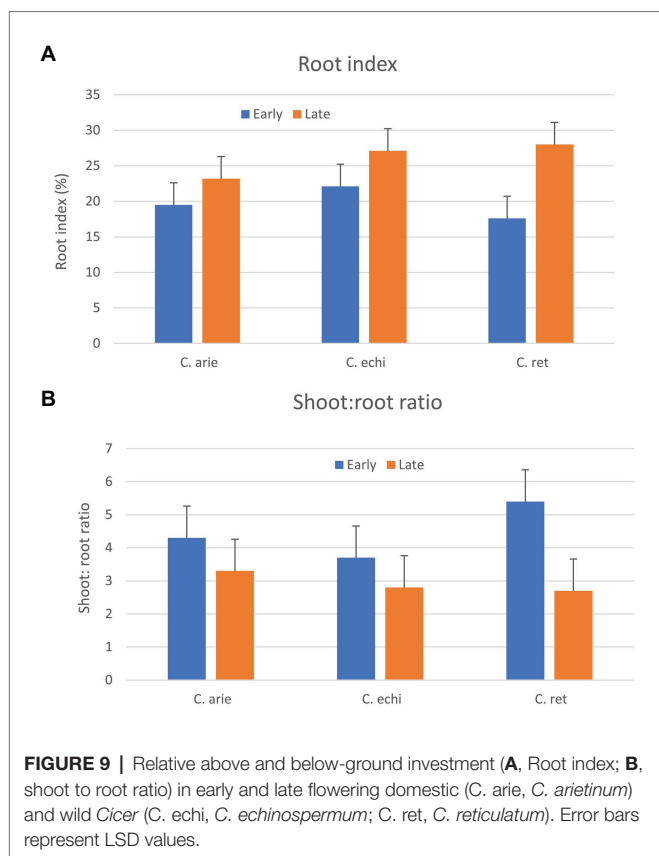 A
Root index
35
30
25
20
15
10
5
0
Root index (%)
Early
Late
C. arie
C. echi
C. ret
B
Shoot:root ratio
7
6
5
4
3
2
1
0
Shoot: root ratio
Early
Late
C. arie
C. echi
C. ret
FIGURE 9 | Relative above and below-ground investment (A, Root index; B,
shoot to root ratio) in early and late flowering domestic (C. arie, C. arietinum)
and wild Cicer (C. echi, C. echinospermum; C. ret, C. reticulatum). Error bars
represent LSD values.